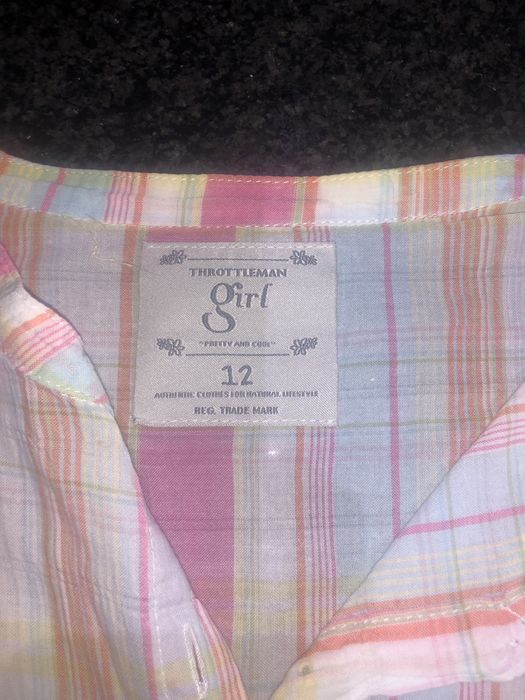 THROTTLEMAN
girl
"PRETTY AND COOL"
12
AUTHENTIC CLOTHES FOR NATURAL LIFESTYLE
REG. TRADE MARK